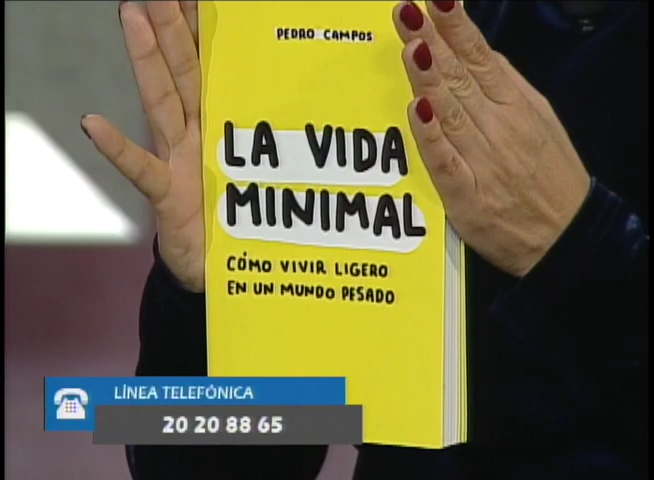 PEDRO CAMPOS
LA VIDA
MINIMAL
CÓMO VIVIR LIGERO
EN UN MUNDO PESADO
LÍNEA TELEFÓNICA
20 20 88 65